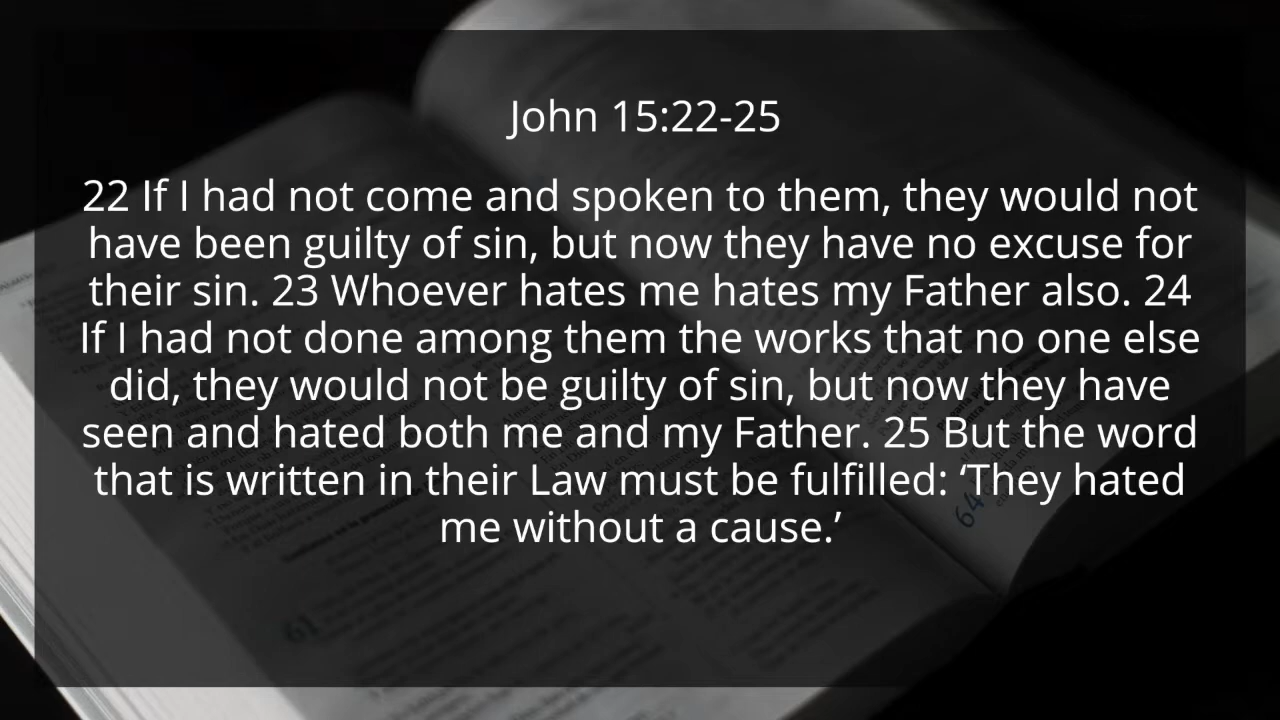 John 15:22-25
22 If I had not come and spoken to them, they would not
have been guilty of sin, but now they have no excuse for
their sin. 23 Whoever hates me hates my Father also. 24
If I had not done among them the works that no one else
did, they would not be guilty of sin, but now they have
seen and hated both me and my Father. 25 But the word
that is written in their Law must be fulfilled: ‘They hated
me without a cause.’
64
61